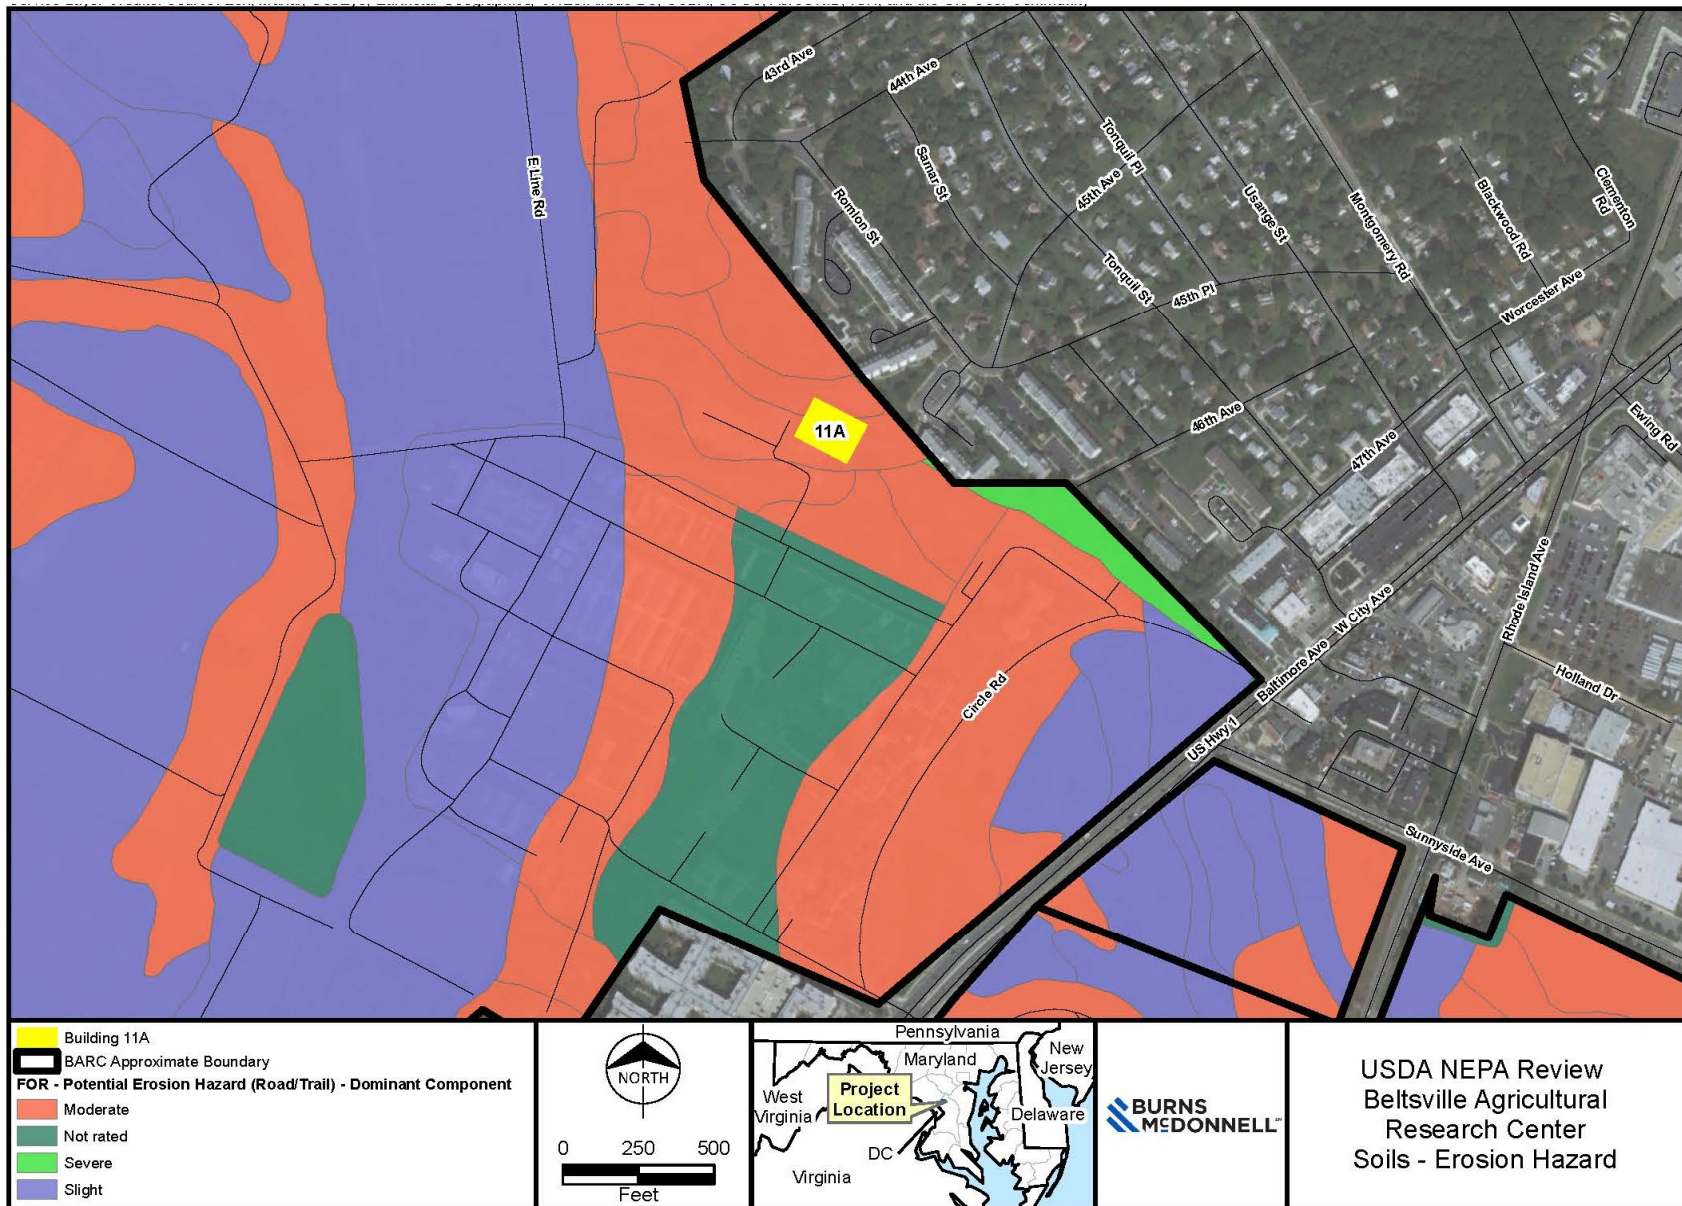 43rd Ave
44th Ave
E Line Rd
Samar St
Tonquil Pl
45th Ave
Romlon St
Usange St
Montgomery Rd
Blackwood Rd
Clementon
Rd
Tonquil St
45th Pl
Worcester Ave
11A
46th Ave
47th Ave
Ewing Rd
Rhode Island Ave
W City Ave
Baltimore Ave
Holland Dr
Circle Rd
US Hwy 1
Sunnyside Ave
Building 11A
BARC Approximate Boundary
FOR - Potential Erosion Hazard (Road/Trail) - Dominant Component
Moderate
Not rated
Severe
Slight
NORTH
0 250 500
Feet
Pennsylvania
Maryland
New
Jersey
West
Virginia
Project
Location
Delaware
DC
Virginia
BURNS
McDONNELL
USDA NEPA Review
Beltsville Agricultural
Research Center
Soils - Erosion Hazard